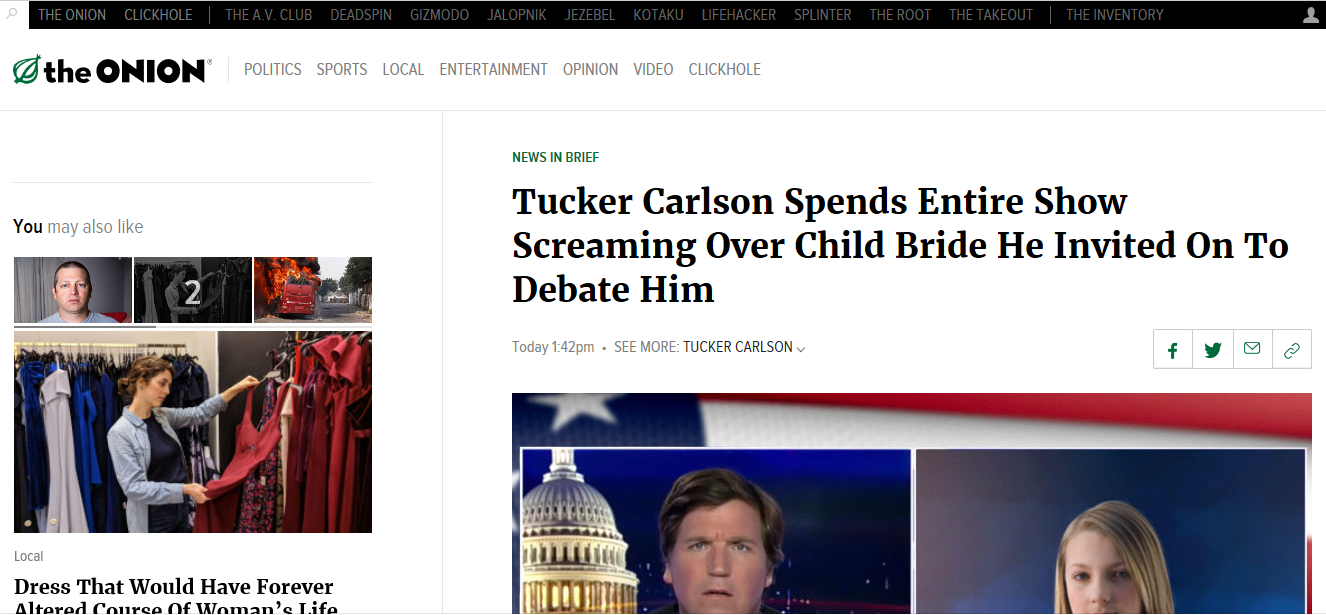 THE ONION CLICKHOLE THE A.V. CLUB DEADSPIN GIZMODO JALOPNIK JEZEBEL KOTAKU LIFEHACKER SPLINTER THE ROOT THE TAKEOUT THE INVENTORY
the ONION® POLITICS SPORTS LOCAL ENTERTAINMENT OPINION VIDEO CLICKHOLE
You may also like
2
Local
Dress That Would Have Forever
Altered Course Of Woman's Life
NEWS IN BRIEF
Tucker Carlson Spends Entire Show
Screaming Over Child Bride He Invited On To
Debate Him
Today 1:42pm • SEE MORE: TUCKER CARLSON